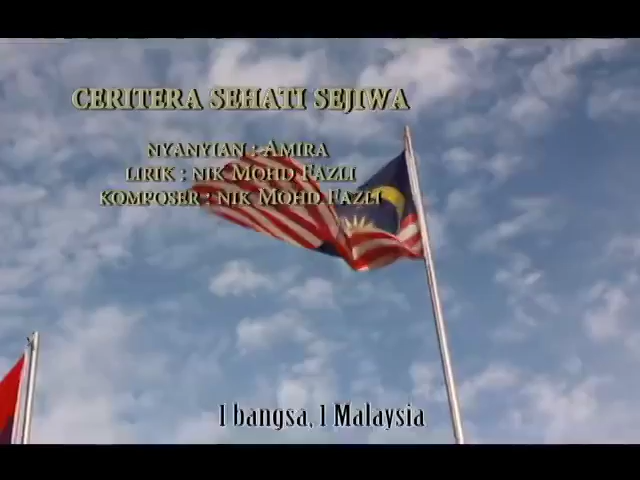 CERITERA SEHATI SEJIWA
NYANYIAN : AMIRA
LIRIK : NIK MOHD FAZLI
KOMPOSER : NIK MOHD FAZLI
1 bangsa, 1 Malaysia